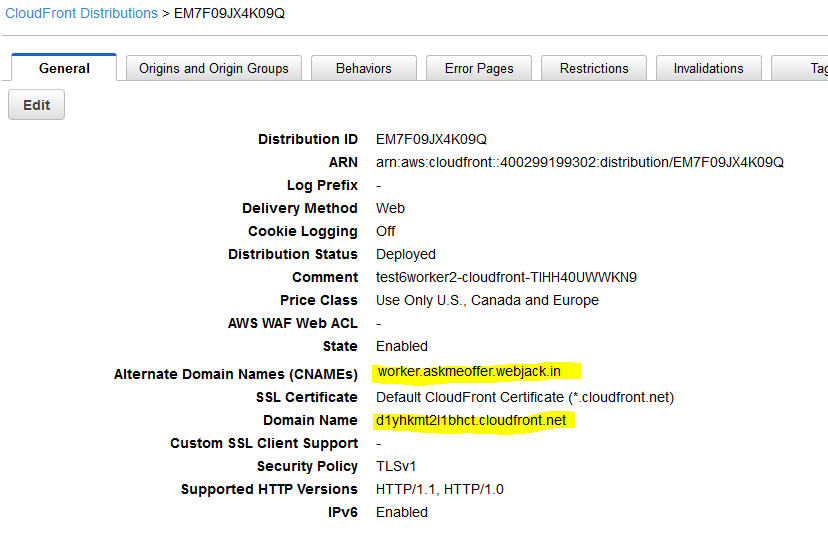 CloudFront Distributions > EM7F09JX4K09Q
General Origins and Origin Groups Behaviors Error Pages Restrictions Invalidations Tag
Edit
Distribution ID EM7F09JX4K09Q
ARN arn:aws:cloudfront::400299199302:distribution/EM7F09JX4K09Q
Log Prefix -
Delivery Method Web
Cookie Logging Off
Distribution Status Deployed
Comment test6worker2-cloudfront-TIHH40UWWKN9
Price Class Use Only U.S., Canada and Europe
AWS WAF Web ACL -
State Enabled
Alternate Domain Names (CNAMEs) worker.askmeoffer.webjack.in
SSL Certificate Default CloudFront Certificate (*.cloudfront.net)
Domain Name d1yhkmt2l1bhct.cloudfront.net
Custom SSL Client Support -
Security Policy TLSv1
Supported HTTP Versions HTTP/1.1, HTTP/1.0
IPv6 Enabled